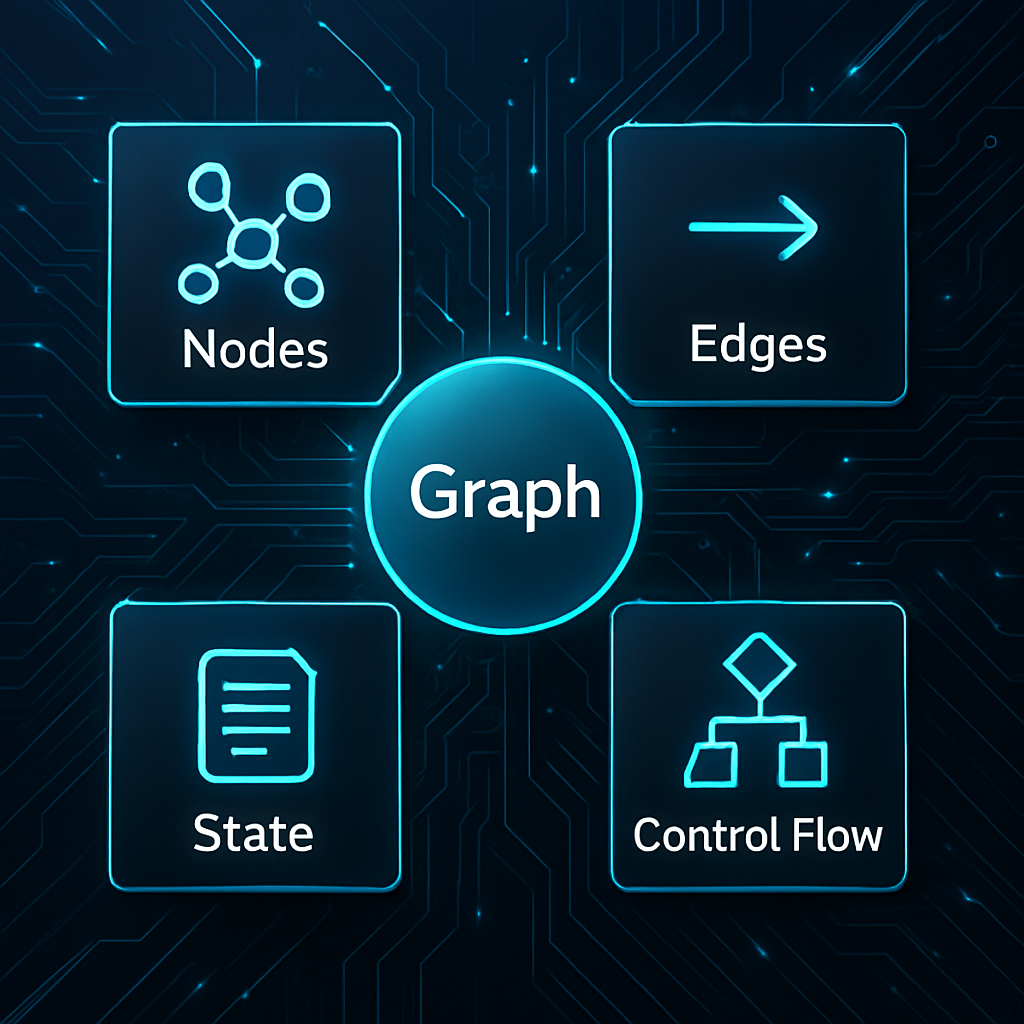 Nodes
Edges
Graph
State
Control Flow